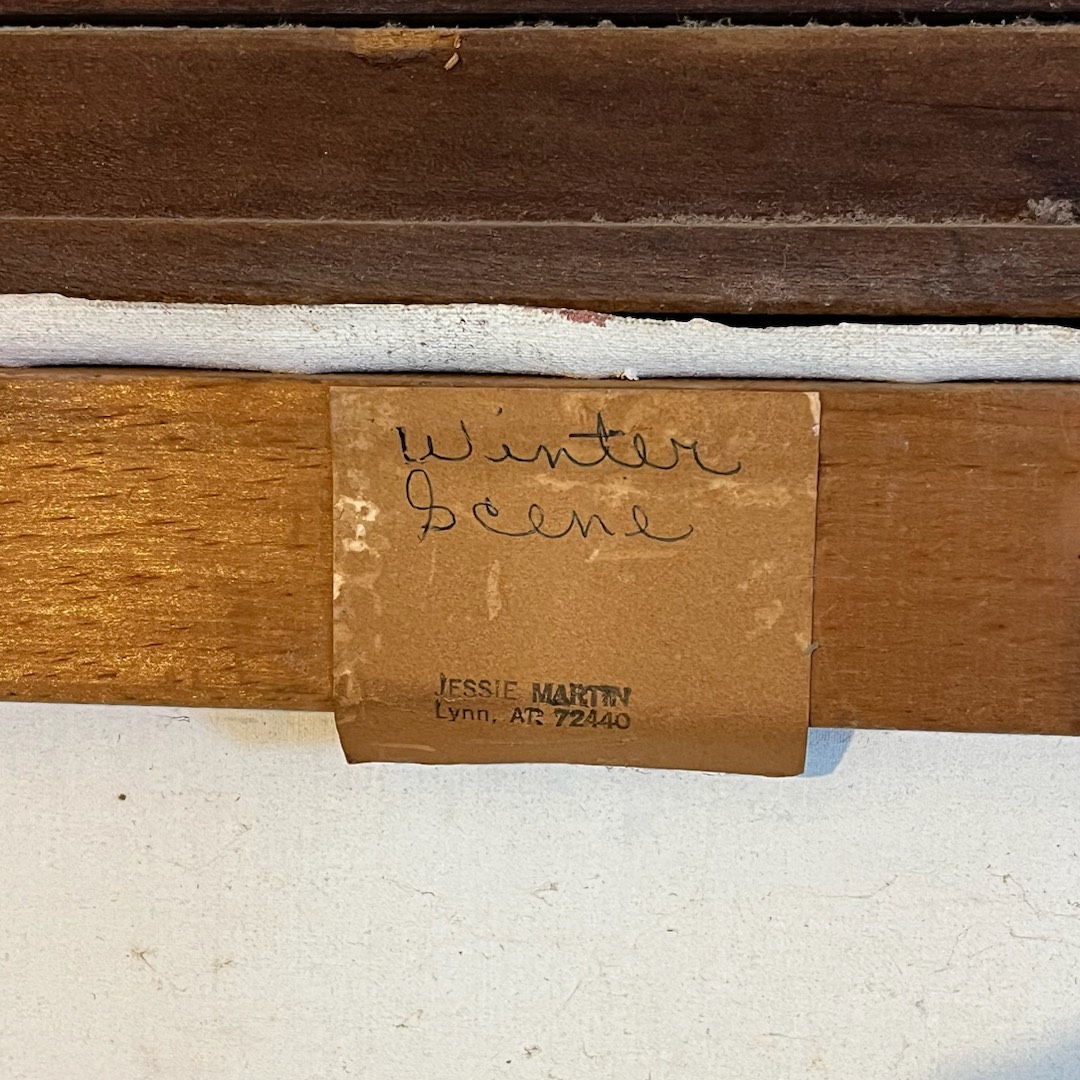 Winter
Scene
JESSIE MARTIN
Lynn, AR 72440